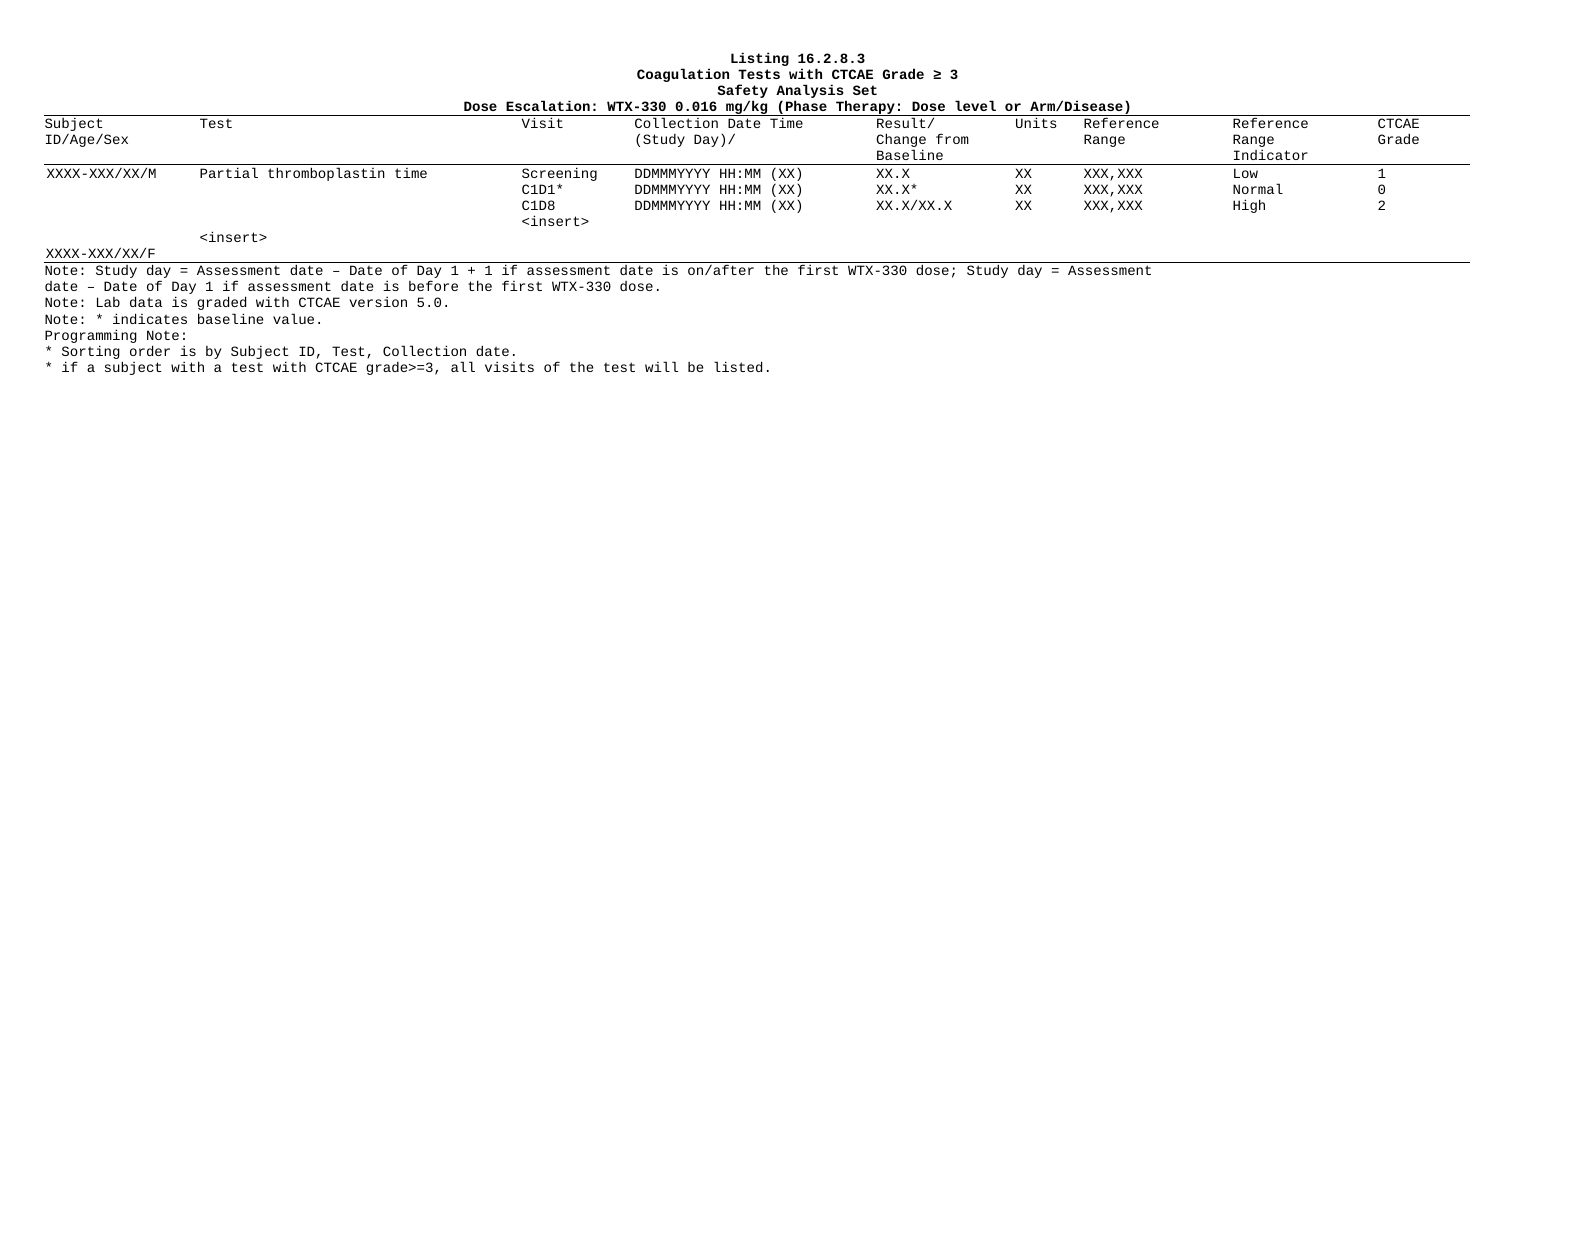 Listing 16.2.8.3
Coagulation Tests with CTCAE Grade ≥ 3
Safety Analysis Set
Dose Escalation: WTX-330 0.016 mg/kg (Phase Therapy: Dose level or Arm/Disease)
Subject Test Visit Collection Date Time Result/ Units Reference Reference CTCAE
ID/Age/Sex (Study Day)/ Change from Range Range Grade
Baseline Indicator
XXXX-XXX/XX/M Partial thromboplastin time Screening DDMMMYYYY HH:MM (XX) XX.X XX XXX,XXX Low 1
C1D1* DDMMMYYYY HH:MM (XX) XX.X* XX XXX,XXX Normal 0
C1D8 DDMMMYYYY HH:MM (XX) XX.X/XX.X XX XXX,XXX High 2
<insert>
<insert>
XXXX-XXX/XX/F
Note: Study day = Assessment date – Date of Day 1 + 1 if assessment date is on/after the first WTX-330 dose; Study day = Assessment
date – Date of Day 1 if assessment date is before the first WTX-330 dose.
Note: Lab data is graded with CTCAE version 5.0.
Note: * indicates baseline value.
Programming Note:
* Sorting order is by Subject ID, Test, Collection date.
* if a subject with a test with CTCAE grade>=3, all visits of the test will be listed.